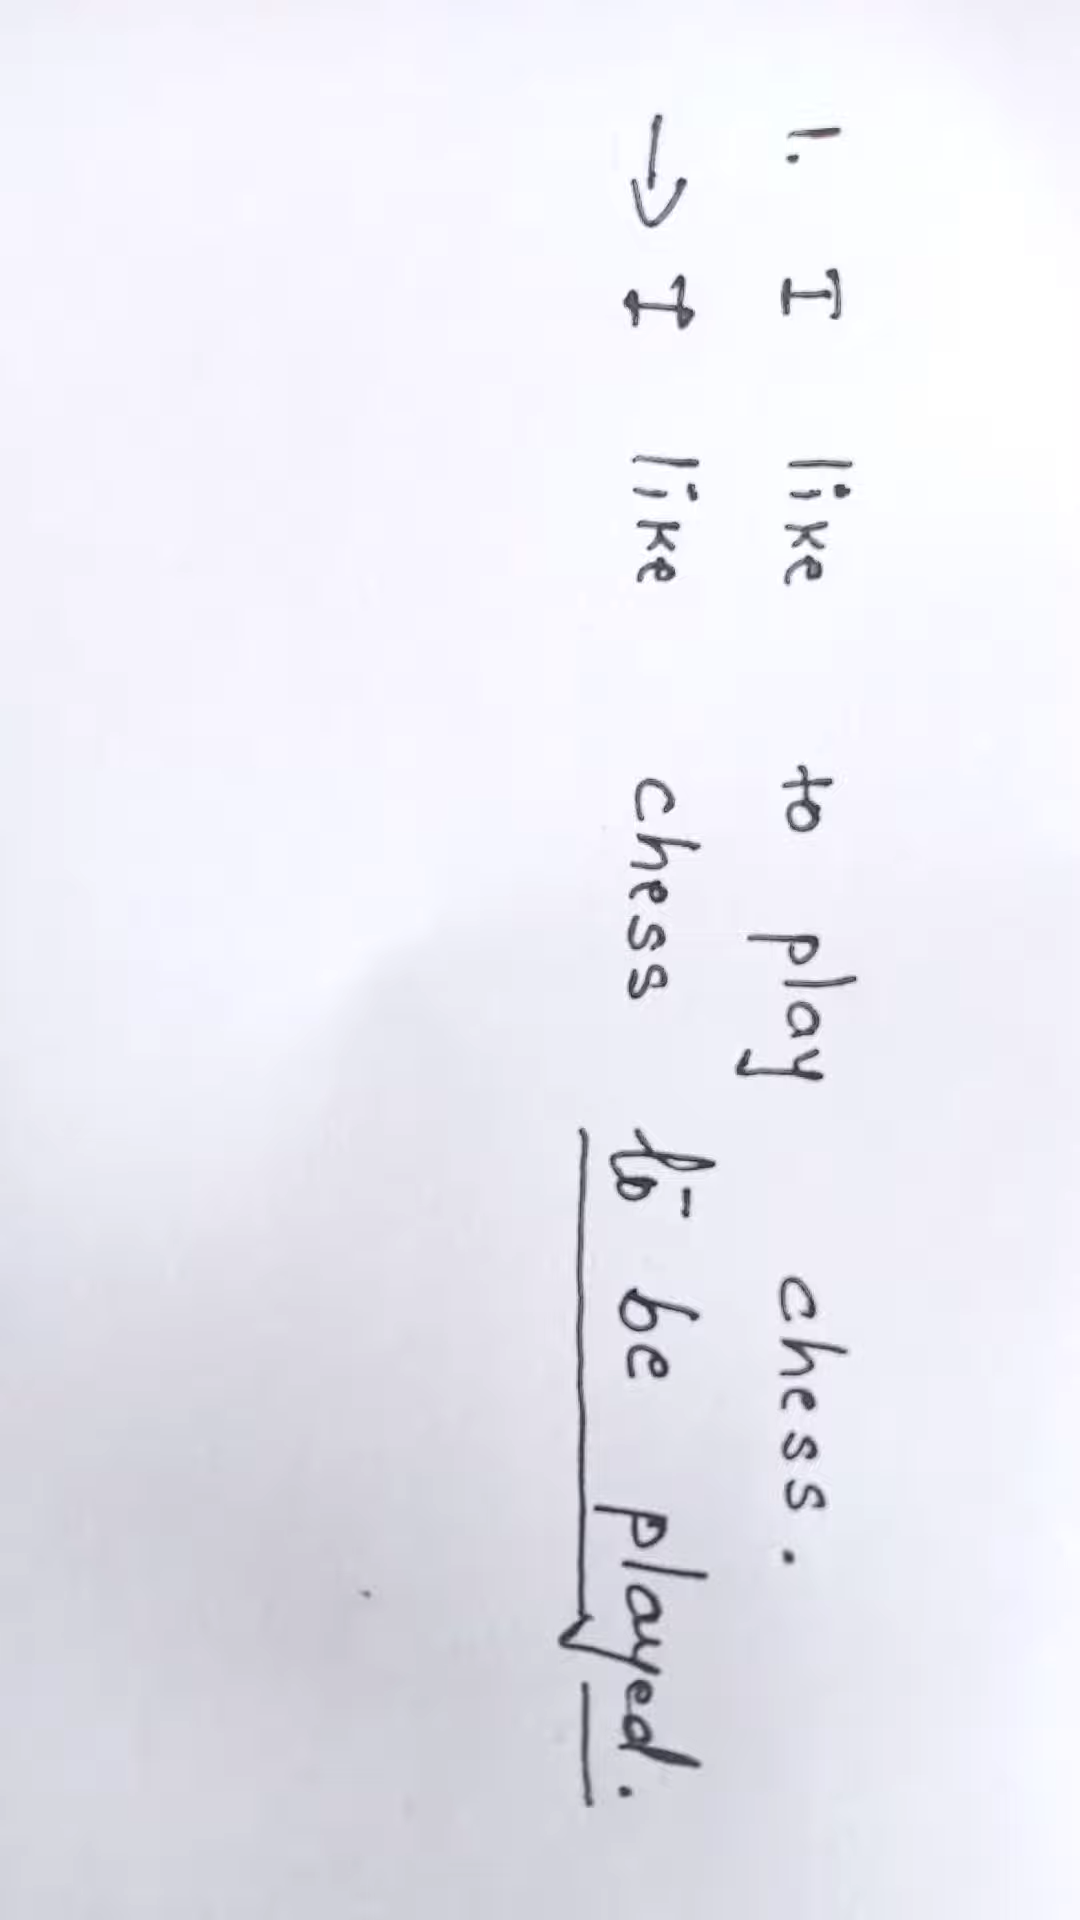 1. I like to play chess.
→ I like chess to be played.